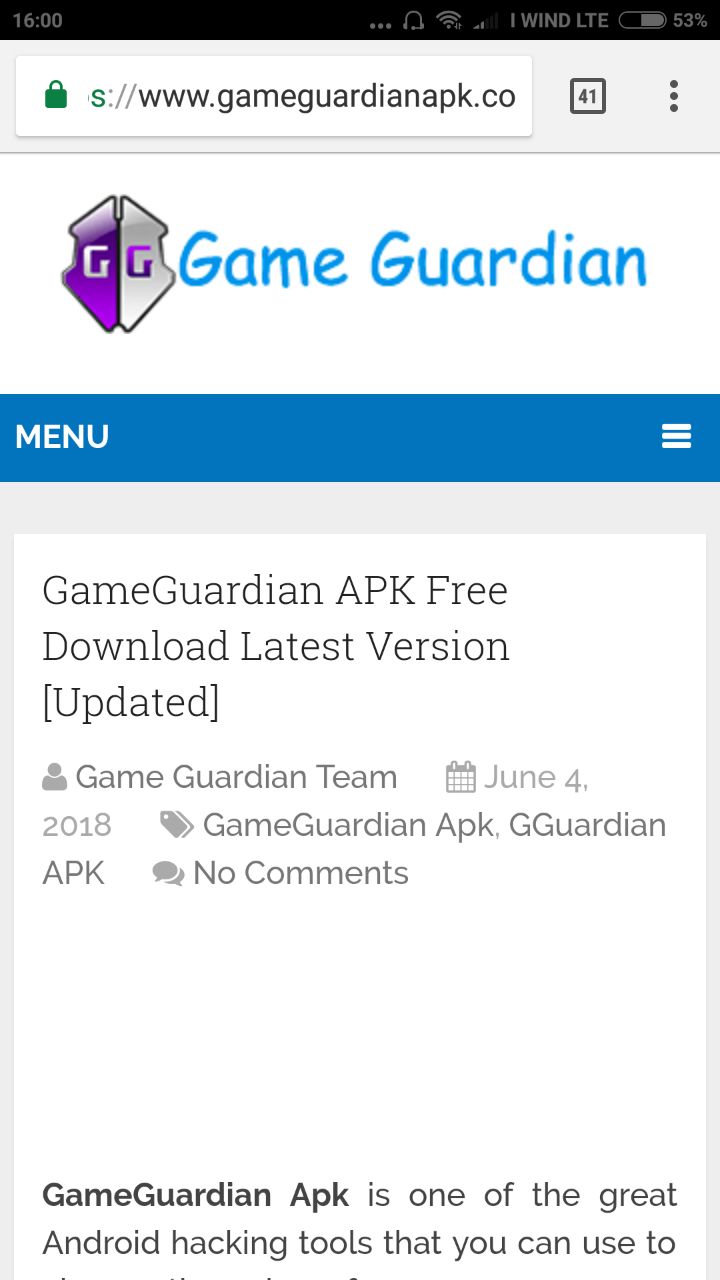 16:00 ... I WIND LTE 53%
s://www.gameguardianapk.co 41
GG Game Guardian
MENU
GameGuardian APK Free
Download Latest Version
[Updated]
Game Guardian Team June 4,
2018 GameGuardian Apk, GGuardian
APK No Comments
GameGuardian Apk is one of the great
Android hacking tools that you can use to